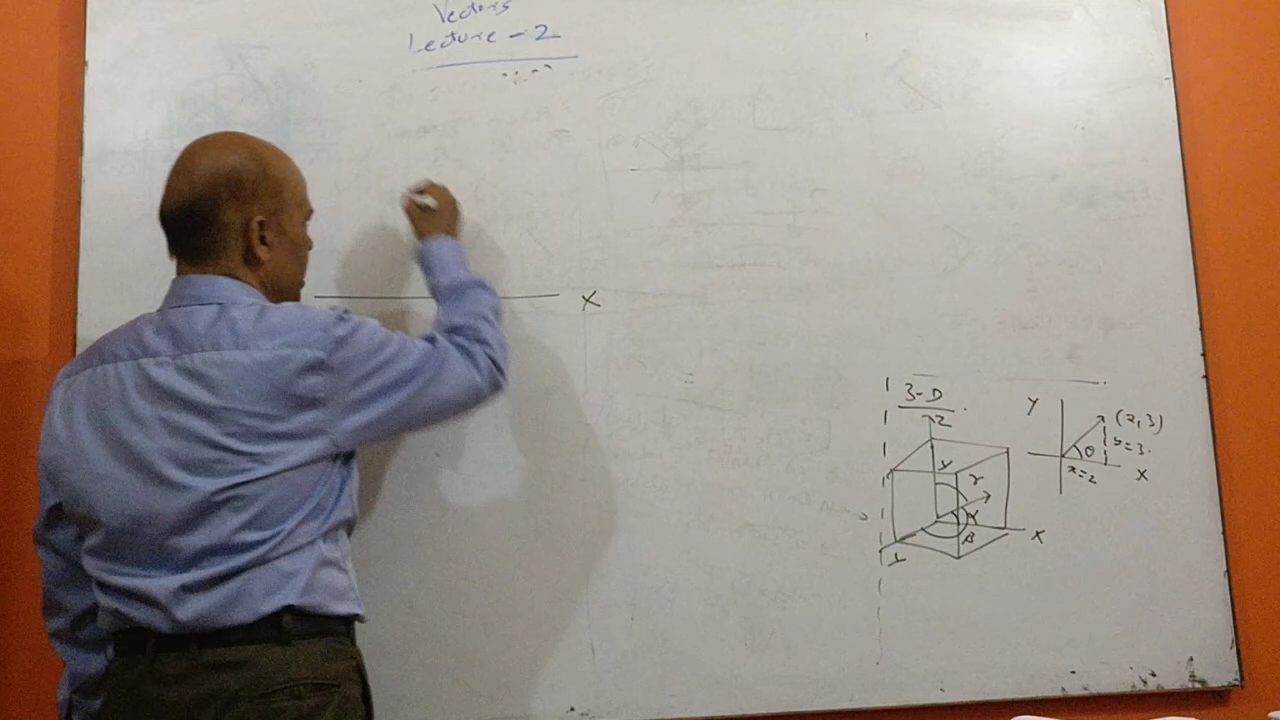 Vectors
Lecture - 2
X
3-D
Z
Y
(2,3)
y=3
θ
x=2
X
γ
α
β
X